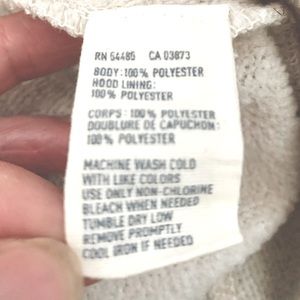 RN 54485 CA 03873
BODY: 100% POLYESTER
HOOD LINING:
100% POLYESTER
CORPS: 100% POLYESTER
DOUBLURE DE CAPUCHON:
100% POLYESTER
MACHINE WASH COLD
WITH LIKE COLORS
USE ONLY NON-CHLORINE
BLEACH WHEN NEEDED
TUMBLE DRY LOW
REMOVE PROMPTLY
COOL IRON IF NEEDED